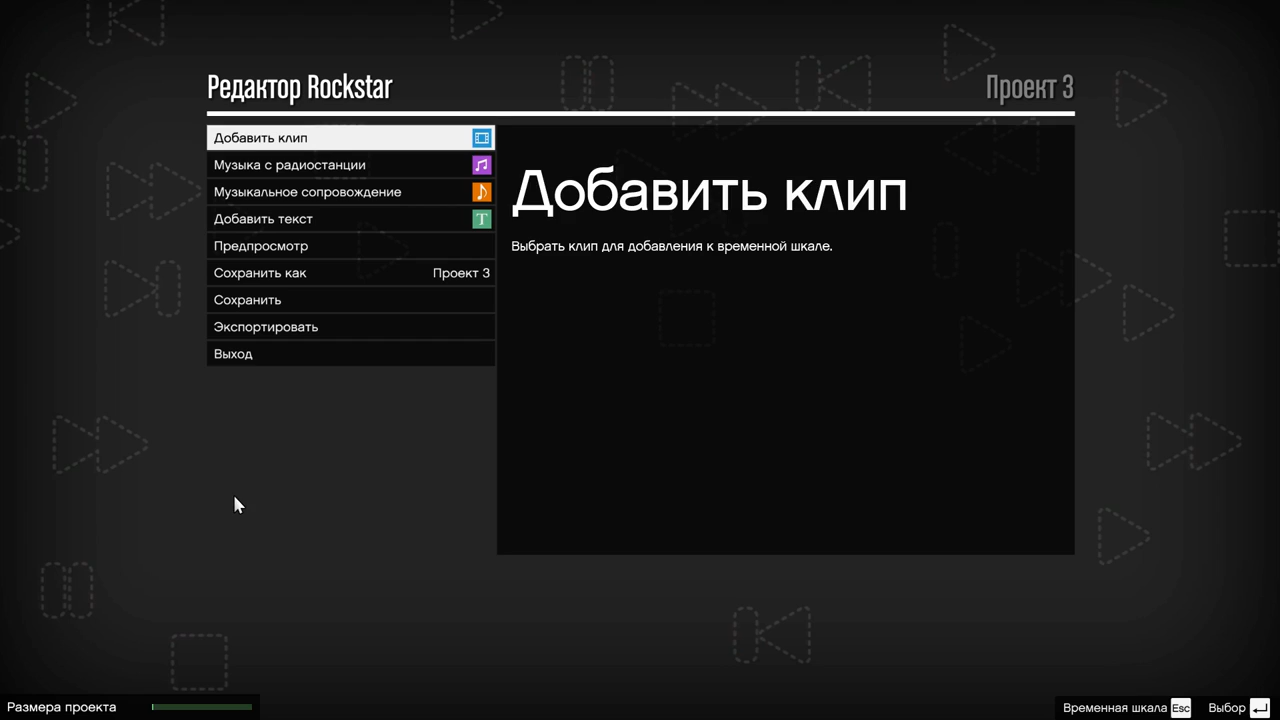 Редактор Rockstar
Проект 3
Добавить клип
Музыка с радиостанции
Музыкальное сопровождение
Добавить текст
T
Предпросмотр
Сохранить как Проект 3
Сохранить
Экспортировать
Выход
Добавить клип
Выбрать клип для добавления к временной шкале.
Размера проекта
Временная шкала Esc Выбор